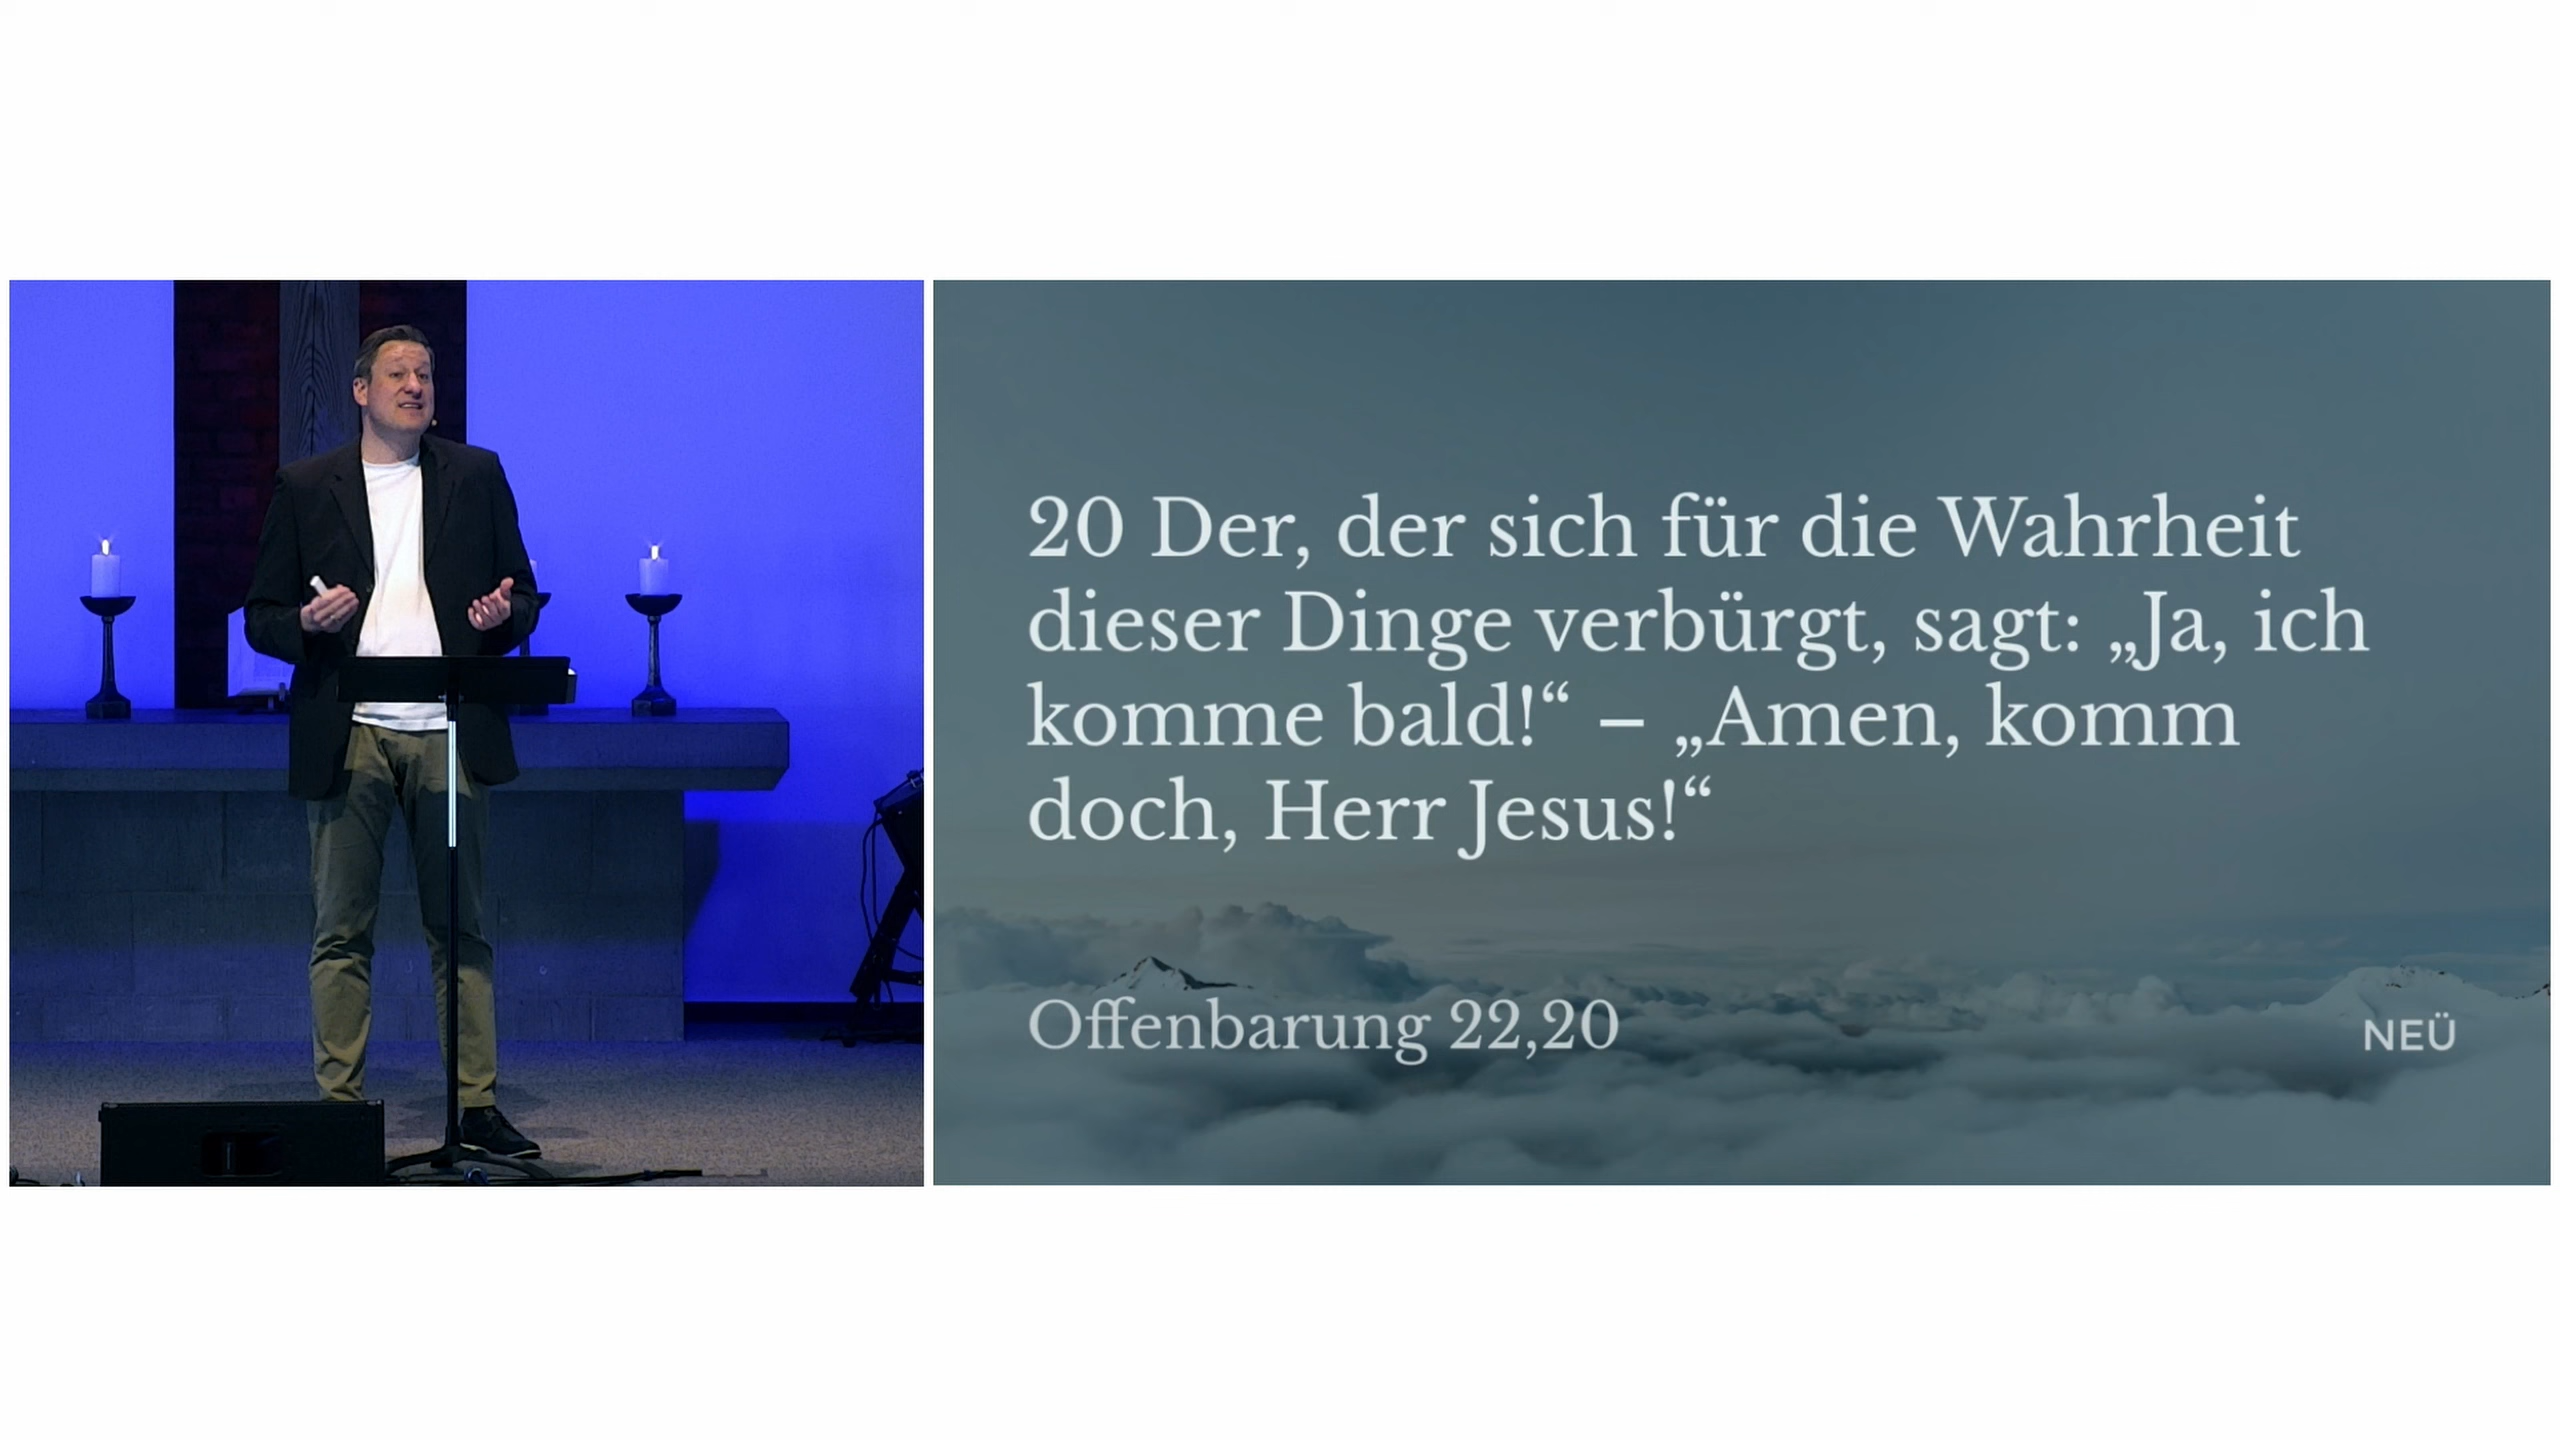 20 Der, der sich für die Wahrheit
dieser Dinge verbürgt, sagt: „Ja, ich
komme bald!“ – „Amen, komm
doch, Herr Jesus!“
Offenbarung 22,20
NEÜ